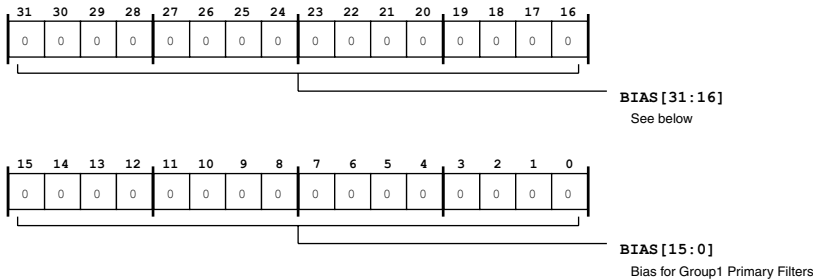 31 30 29 28 27 26 25 24 23 22 21 20 19 18 17 16
0 0 0 0 0 0 0 0 0 0 0 0 0 0 0 0
BIAS[31:16]
See below
15 14 13 12 11 10 9 8 7 6 5 4 3 2 1 0
0 0 0 0 0 0 0 0 0 0 0 0 0 0 0 0
BIAS[15:0]
Bias for Group1 Primary Filters